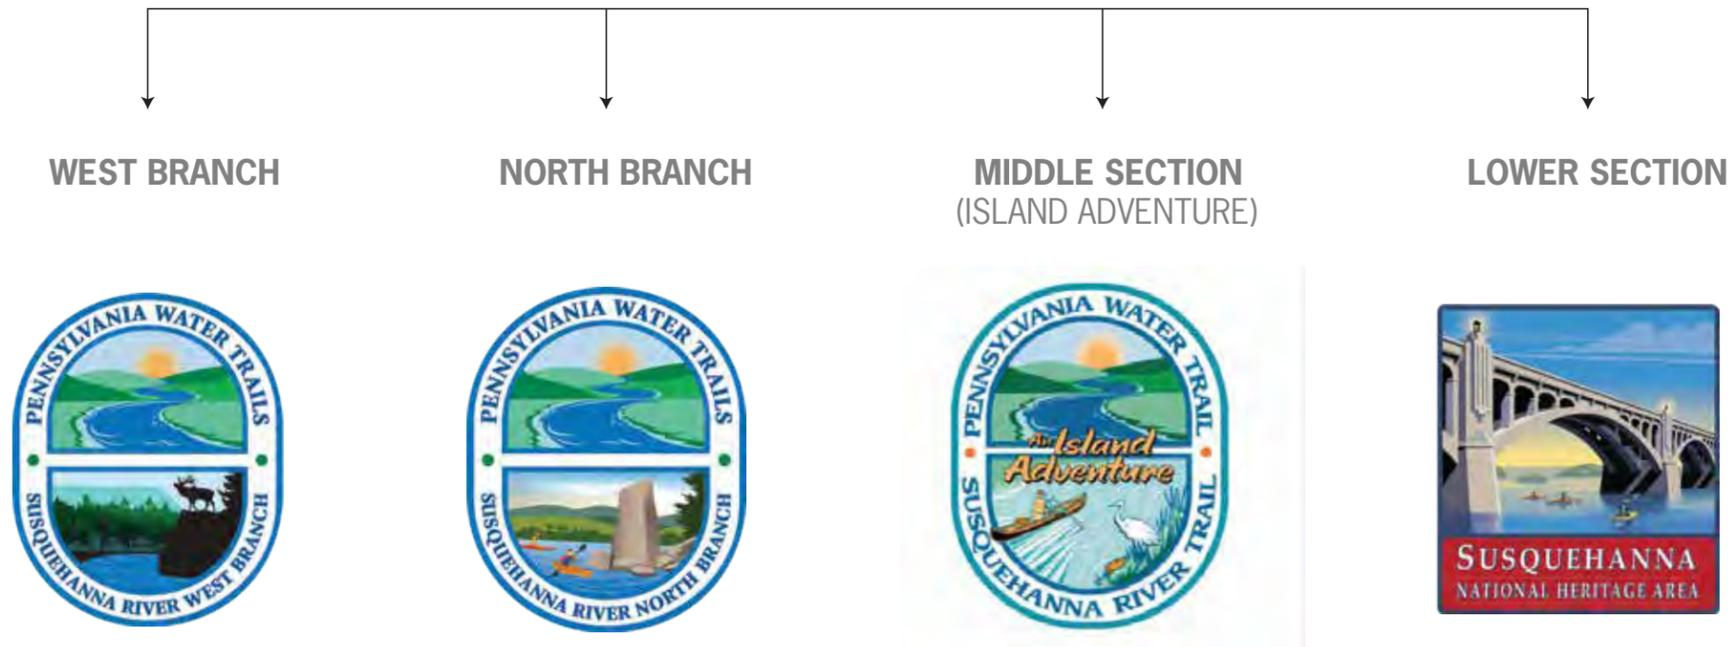 WEST BRANCH
NORTH BRANCH
MIDDLE SECTION
(ISLAND ADVENTURE)
LOWER SECTION
PENNSYLVANIA WATER TRAILS
SUSQUEHANNA RIVER WEST BRANCH
PENNSYLVANIA WATER TRAILS
SUSQUEHANNA RIVER NORTH BRANCH
PENNSYLVANIA WATER TRAIL
An Island
Adventure
SUSQUEHANNA RIVER TRAIL
SUSQUEHANNA
NATIONAL HERITAGE AREA